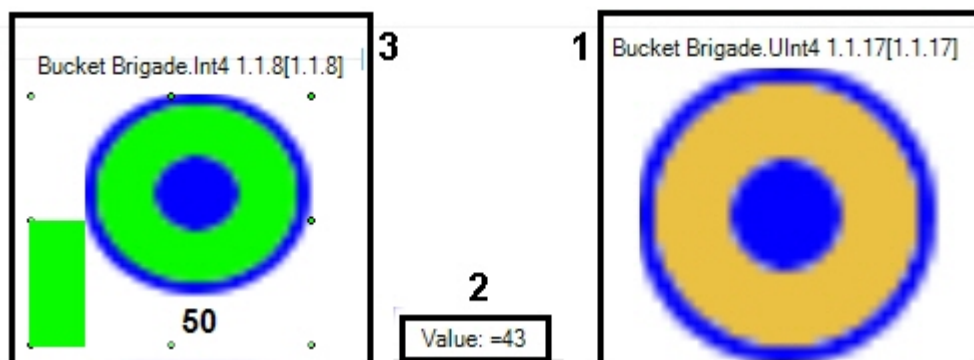 Bucket Brigade.Int4 1.1.8[1.1.8]
3
1
Bucket Brigade.UInt4 1.1.17[1.1.17]
50
2
Value: =43